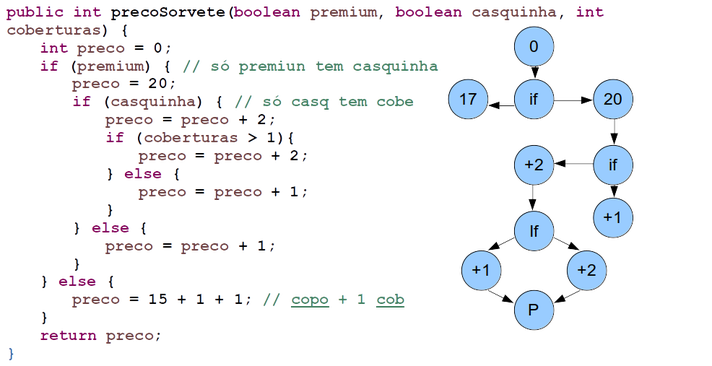 public int precoSorvete(boolean premium, boolean casquinha, int
coberturas) {
int preco = 0;
if (premium) { // só premiun tem casquinha
preco = 20;
if (casquinha) { // só casq tem cobe
preco = preco + 2;
if (coberturas > 1){
preco = preco + 2;
} else {
preco = preco + 1;
}
} else {
preco = preco + 1;
}
} else {
preco = 15 + 1 + 1; // copo + 1 cob
}
return preco;
}
0
17 if 20
+2 if
+1
If
+1 +2
P